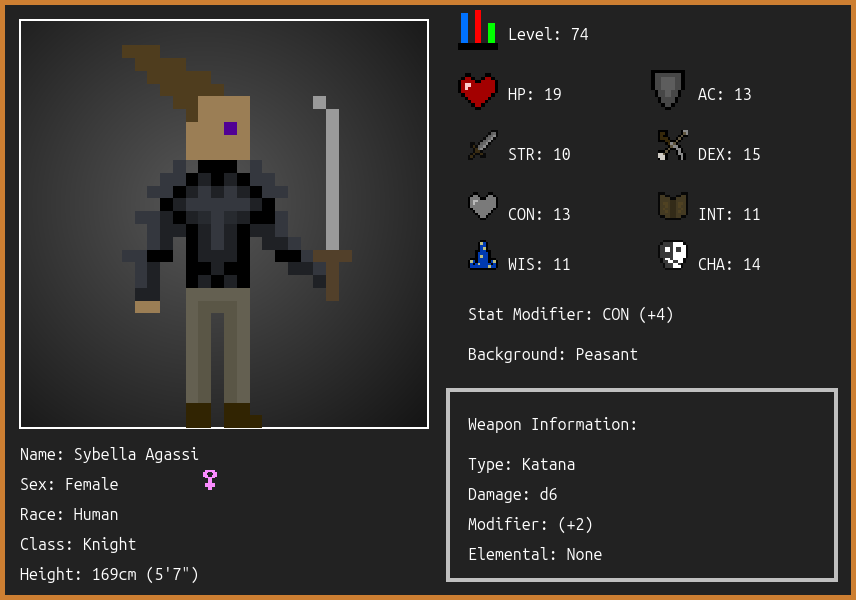 Level: 74
HP: 19
AC: 13
STR: 10
DEX: 15
CON: 13
INT: 11
WIS: 11
CHA: 14
Stat Modifier: CON (+4)
Background: Peasant
Weapon Information:
Type: Katana
Damage: d6
Modifier: (+2)
Elemental: None
Name: Sybella Agassi
Sex: Female
Race: Human
Class: Knight
Height: 169cm (5'7")